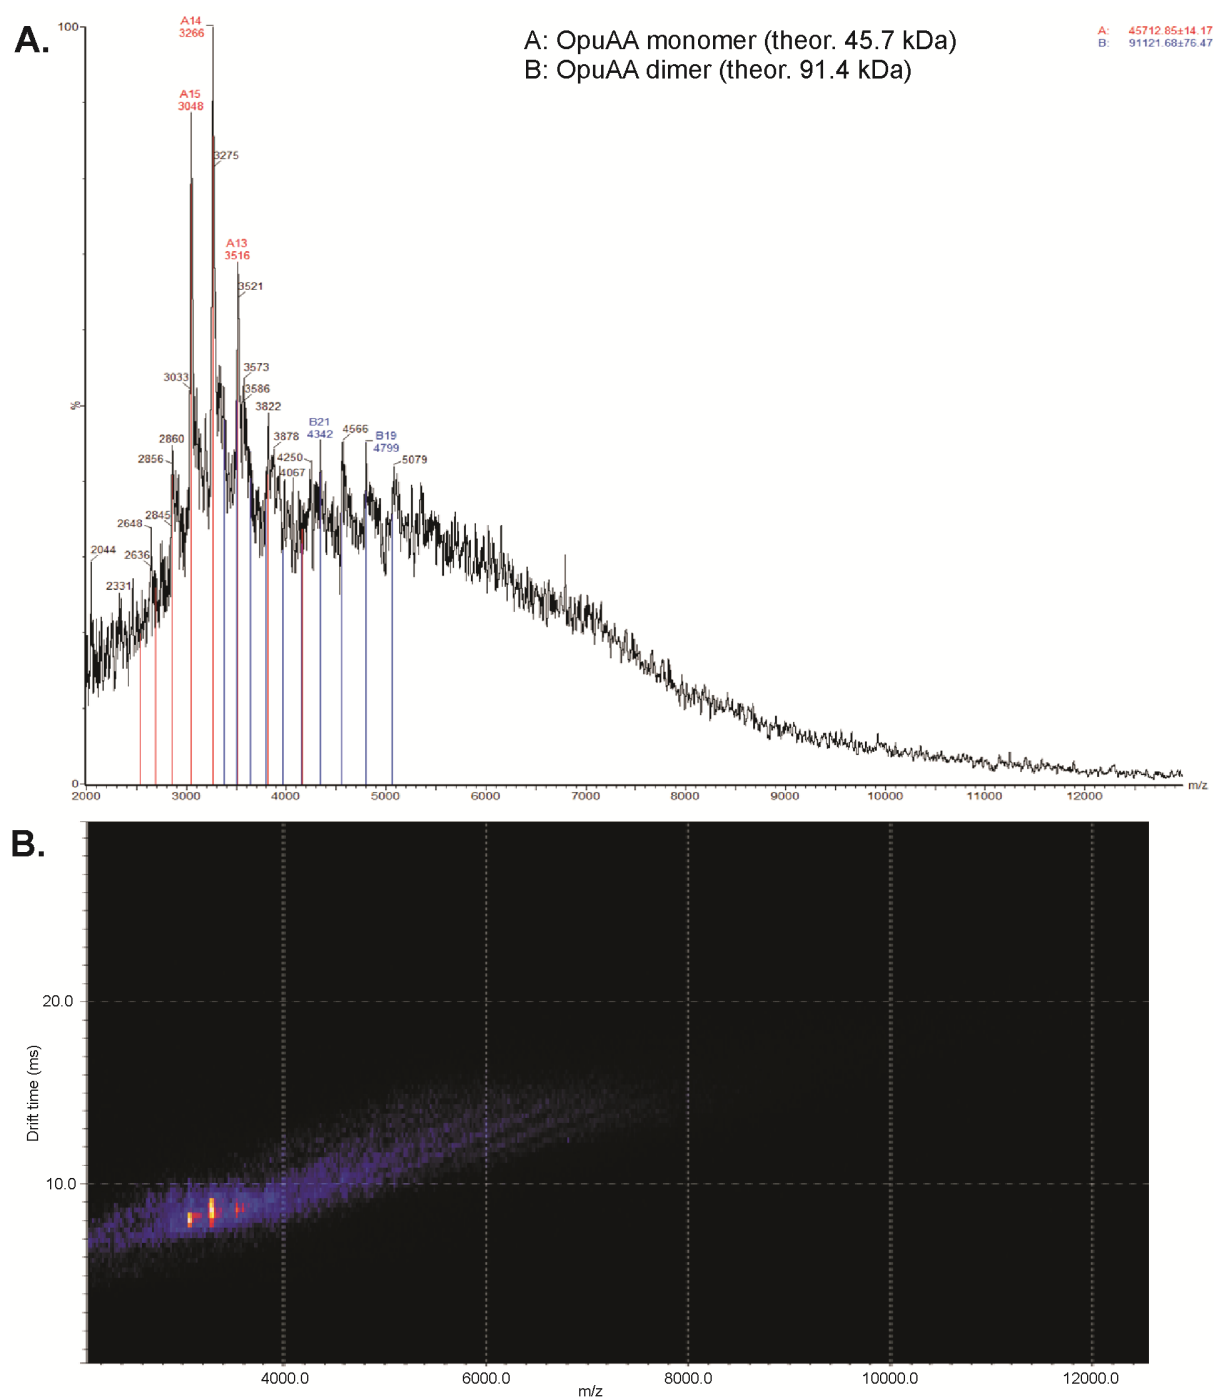 A.
A: OpuAA monomer (theor. 45.7 kDa)
B: OpuAA dimer (theor. 91.4 kDa)
A: 45712.85±14.17
B: 91121.68±76.47
100
A14
3266
A15
3048
3275
A13
3516
3521
3573
3033
3586
3822
%
B21
4342
4566
B19
4799
2860
3878
2856
4250
5079
4067
2845
2648
2044
2636
2331
0
2000 3000 4000 5000 6000 7000 8000 9000 10000 11000 12000 m/z
B.
20.0
Drift time (ms)
10.0
4000.0 6000.0 8000.0 10000.0 12000.0
m/z